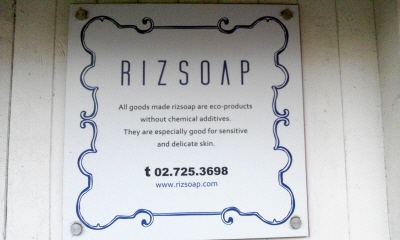 RIZSOAP
All goods made rizsoap are eco-products
without chemical additives.
They are especially good for sensitive
and delicate skin.
t 02.725.3698
www.rizsoap.com